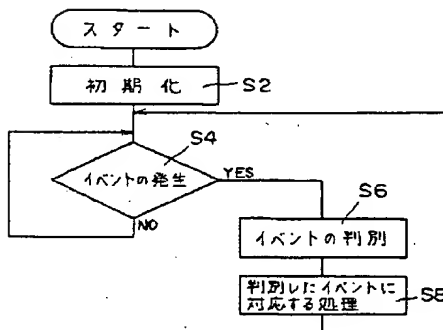 スタート
初期化
S2
S4
イベントの発生
YES
NO
S6
イベントの判別
判別したイベントに
対応する処理
S8